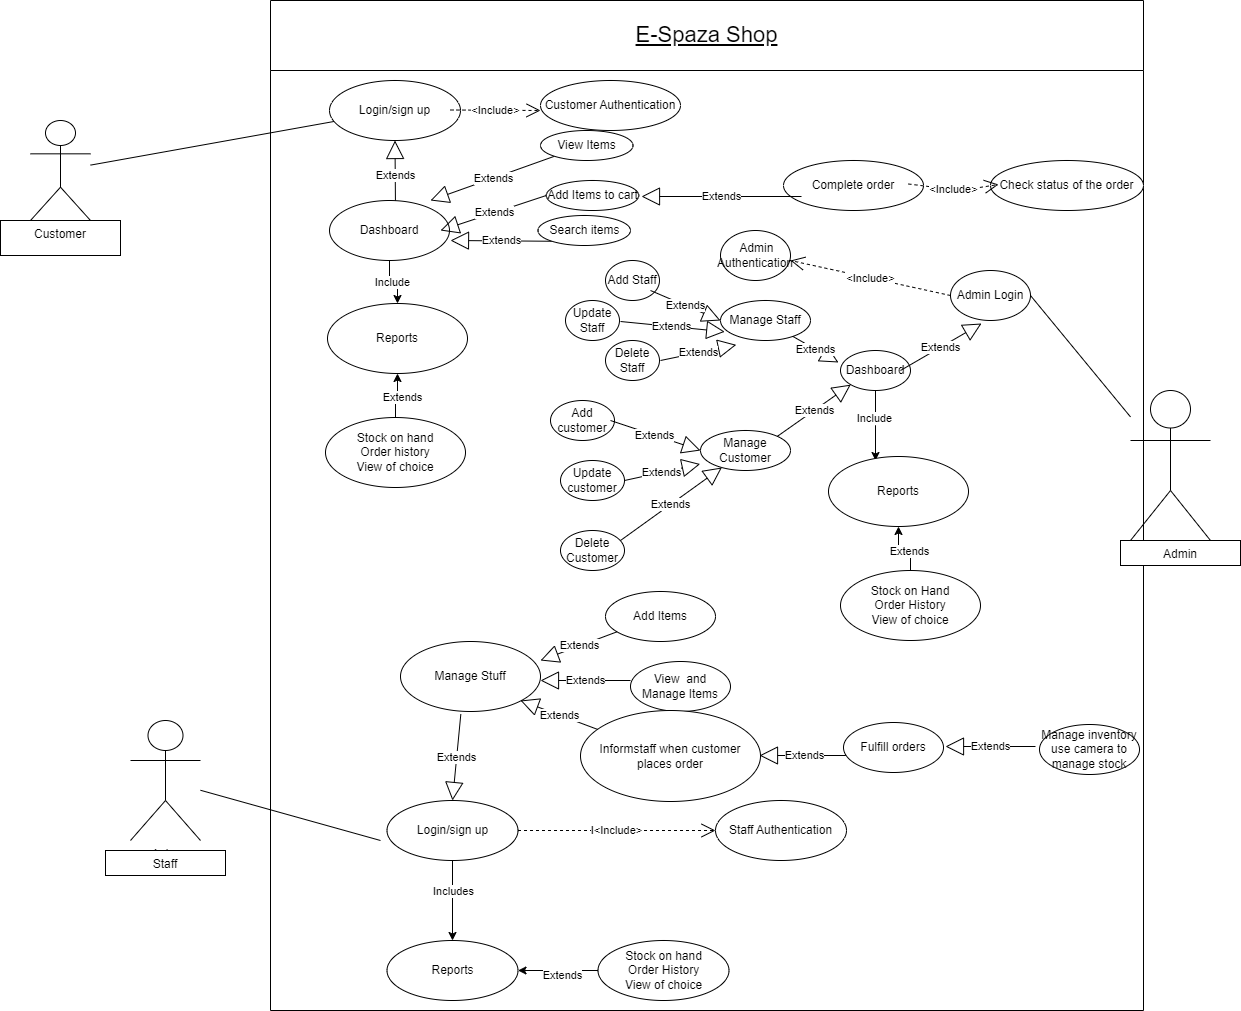 E-Spaza Shop
Login/sign up
<Include>
Customer Authentication
View Items
Extends
Extends
Customer
Dashboard
Extends
Add Items to cart
Extends
Complete order
<Include>
Check status of the order
Extends
Search items
Include
Reports
Extends
Stock on hand
Order history
View of choice
Admin
Authentication
<Include>
Admin Login
Add Staff
Extends
Update
Staff
Extends
Manage Staff
Delete
Staff
Extends
Extends
Dashboard
Extends
Add
customer
Extends
Manage
Customer
Extends
Include
Update
customer
Extends
Delete
Customer
Extends
Reports
Extends
Stock on Hand
Order History
View of choice
Admin
Add Items
Extends
Manage Stuff
Extends
View  and
Manage Items
Extends
Informstaff when customer
places order
Extends
Fulfill orders
Extends
Manage inventory
use camera to
manage stock
Extends
Staff
Login/sign up
I<Include>
Staff Authentication
Includes
Reports
Extends
Stock on hand
Order History
View of choice